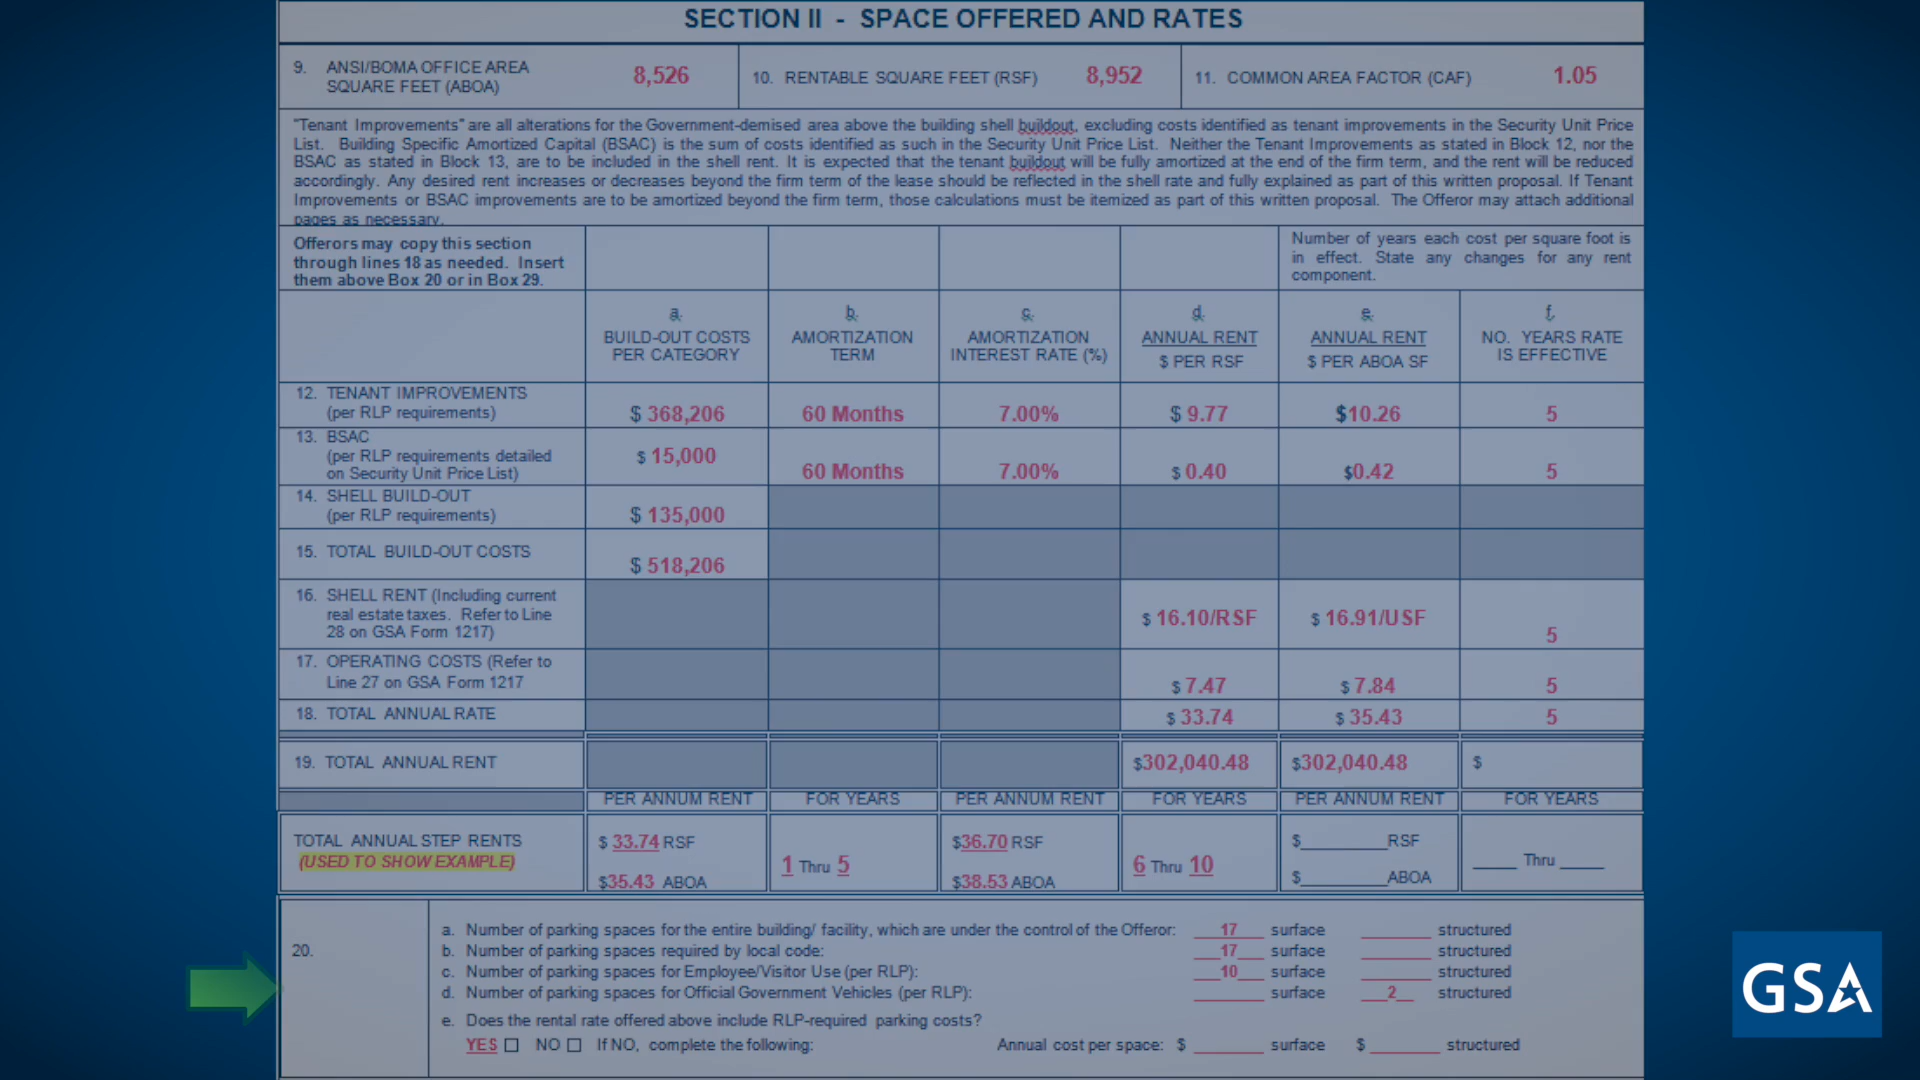 SECTION II - SPACE OFFERED AND RATES
9. ANSI/BOMA OFFICE AREA
SQUARE FEET (ABOA) 8,526
10. RENTABLE SQUARE FEET (RSF) 8,952
11. COMMON AREA FACTOR (CAF) 1.05
"Tenant Improvements" are all alterations for the Government-demised area above the building shell buildout, excluding costs identified as tenant improvements in the Security Unit Price
List. Building Specific Amortized Capital (BSAC) is the sum of costs identified as such in the Security Unit Price List. Neither the Tenant Improvements as stated in Block 12, nor the
BSAC as stated in Block 13, are to be included in the shell rent. It is expected that the tenant buildout will be fully amortized at the end of the firm term, and the rent will be reduced
accordingly. Any desired rent increases or decreases beyond the firm term of the lease should be reflected in the shell rate and fully explained as part of this written proposal. If Tenant
Improvements or BSAC improvements are to be amortized beyond the firm term, those calculations must be itemized as part of this written proposal. The Offeror may attach additional
pages as necessary.
Offerors may copy this section
through lines 18 as needed. Insert
them above Box 20 or in Box 29.
Number of years each cost per square foot is
in effect. State any changes for any rent
component.
a.
BUILD-OUT COSTS
PER CATEGORY
b.
AMORTIZATION
TERM
c.
AMORTIZATION
INTEREST RATE (%)
d.
ANNUAL RENT
$ PER RSF
e.
ANNUAL RENT
$ PER ABOA SF
f.
NO. YEARS RATE
IS EFFECTIVE
12. TENANT IMPROVEMENTS
(per RLP requirements) $ 368,206 60 Months 7.00% $ 9.77 $10.26 5
13. BSAC
(per RLP requirements detailed
on Security Unit Price List) $ 15,000 60 Months 7.00% $ 0.40 $0.42 5
14. SHELL BUILD-OUT
(per RLP requirements) $ 135,000
15. TOTAL BUILD-OUT COSTS $ 518,206
16. SHELL RENT (Including current
real estate taxes. Refer to Line
28 on GSA Form 1217) $ 16.10/RSF $ 16.91/USF 5
17. OPERATING COSTS (Refer to
Line 27 on GSA Form 1217 $ 7.47 $ 7.84 5
18. TOTAL ANNUAL RATE $ 33.74 $ 35.43 5
19. TOTAL ANNUAL RENT $302,040.48 $302,040.48 $
PER ANNUM RENT FOR YEARS PER ANNUM RENT FOR YEARS PER ANNUM RENT FOR YEARS
TOTAL ANNUAL STEP RENTS
(USED TO SHOW EXAMPLE)
$ 33.74 RSF
$35.43 ABOA
1 Thru 5
$36.70 RSF
$38.53 ABOA
6 Thru 10
$________RSF
$________ABOA
____ Thru ____
20.
a. Number of parking spaces for the entire building/ facility, which are under the control of the Offeror: __17__ surface ______ structured
b. Number of parking spaces required by local code: __17__ surface ______ structured
c. Number of parking spaces for Employee/Visitor Use (per RLP): __10__ surface ______ structured
d. Number of parking spaces for Official Government Vehicles (per RLP): ______ surface __2__ structured
e. Does the rental rate offered above include RLP-required parking costs?
YES ☐ NO ☐ If NO, complete the following: Annual cost per space: $ ______ surface $ ______ structured
GSA